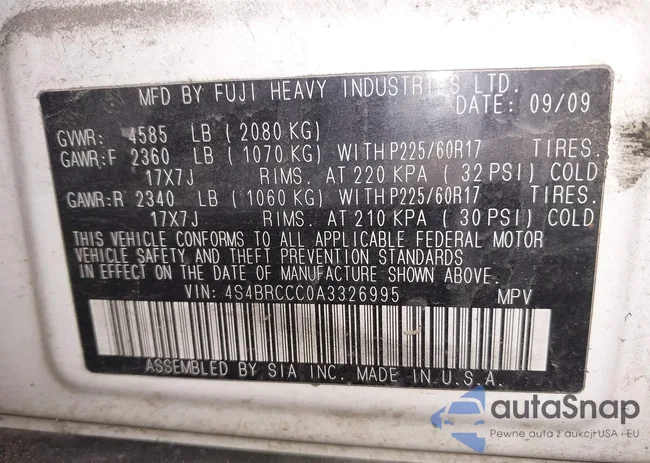 MFD BY FUJI HEAVY INDUSTRIES LTD.
DATE: 09/09
GVWR: 4585 LB (2080 KG)
GAWR:F 2360 LB (1070 KG) WITH P225/60R17 TIRES.
17X7J RIMS. AT 220 KPA (32 PSI) COLD
GAWR:R 2340 LB (1060 KG) WITH P225/60R17 TIRES.
17X7J RIMS. AT 210 KPA (30 PSI) COLD
THIS VEHICLE CONFORMS TO ALL APPLICABLE FEDERAL MOTOR
VEHICLE SAFETY AND THEFT PREVENTION STANDARDS
IN EFFECT ON THE DATE OF MANUFACTURE SHOWN ABOVE.
VIN: 4S4BRCCC0A3326995 MPV
ASSEMBLED BY SIA INC. MADE IN U.S.A.
autaSnap
Pewne auta z aukcji USA i EU